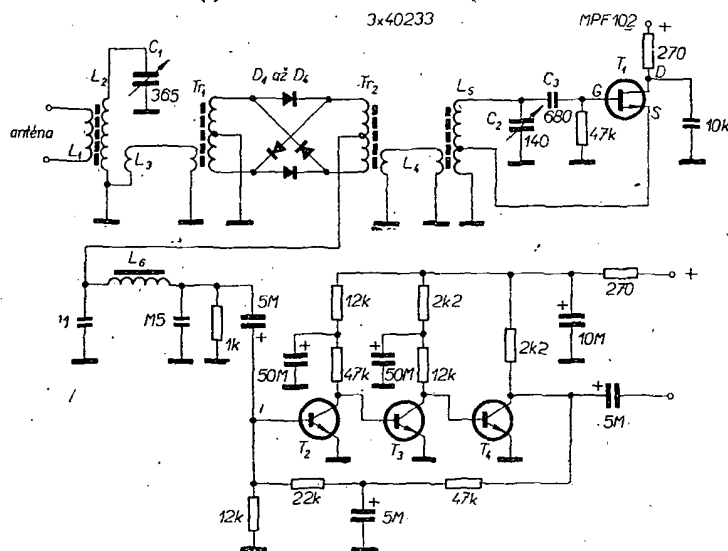 3x40233
MPF102 +
270
L2
C1
365
Tr1
D1 až D4
Tr2
L5
C3
680
T1
G
D
S
C2
140
47k
10k
anténa
L1
L3
L4
L6
M5
1k
5M
+
12k
2k2
270
+
+
50M
47k
+
50M
12k
2k2
+
10M
T2
T3
T4
+
5M
22k
47k
12k
+
5M